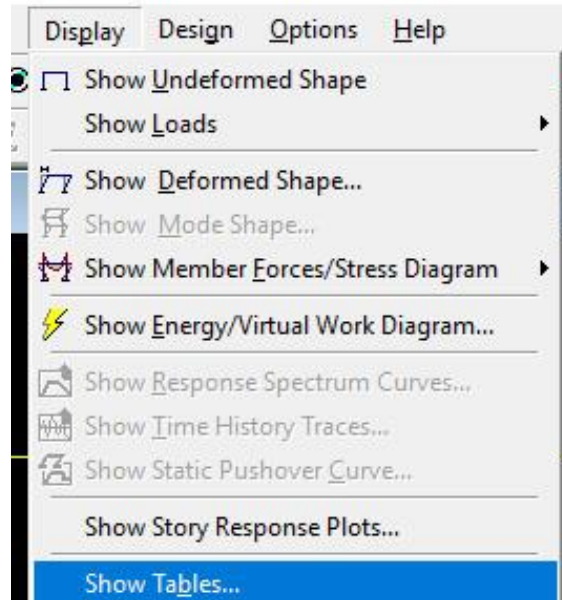 Display Design Options Help
Show Undeformed Shape
Show Loads
Show Deformed Shape...
Show Mode Shape...
Show Member Forces/Stress Diagram
Show Energy/Virtual Work Diagram...
Show Response Spectrum Curves...
Show Time History Traces...
Show Static Pushover Curve...
Show Story Response Plots...
Show Tables...